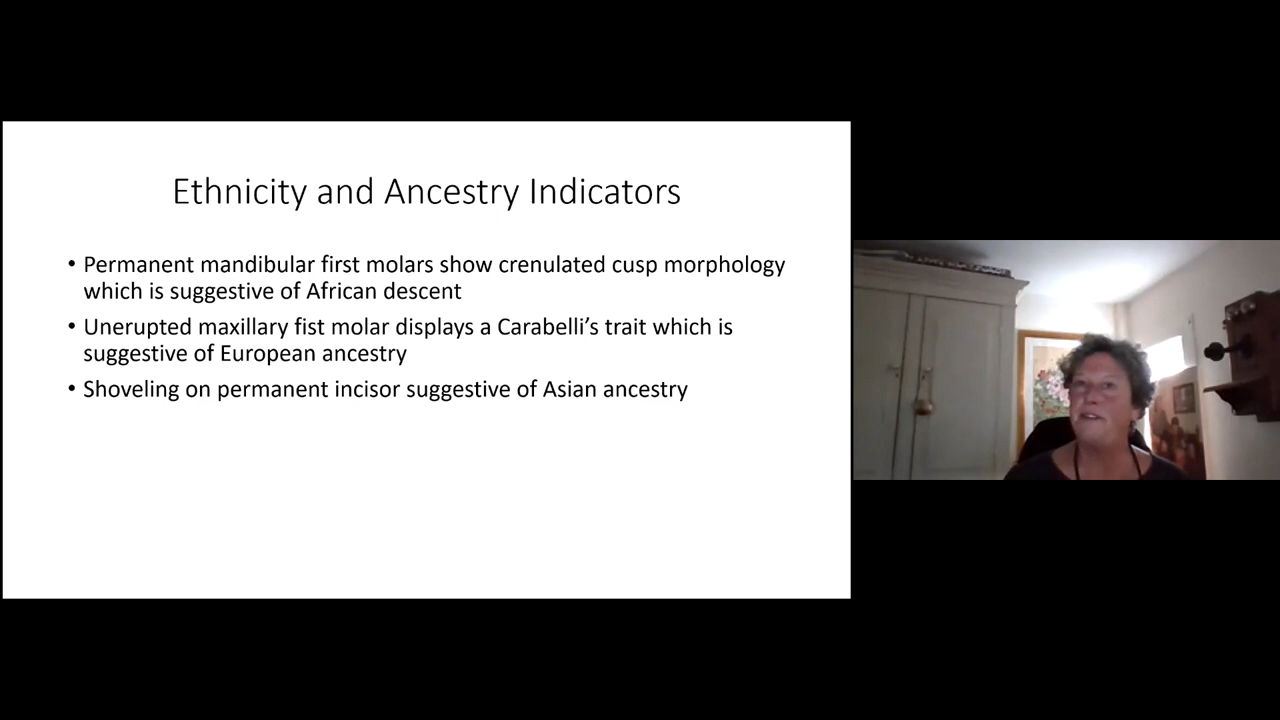 Ethnicity and Ancestry Indicators
• Permanent mandibular first molars show crenulated cusp morphology
which is suggestive of African descent
• Unerupted maxillary fist molar displays a Carabelli’s trait which is
suggestive of European ancestry
• Shoveling on permanent incisor suggestive of Asian ancestry